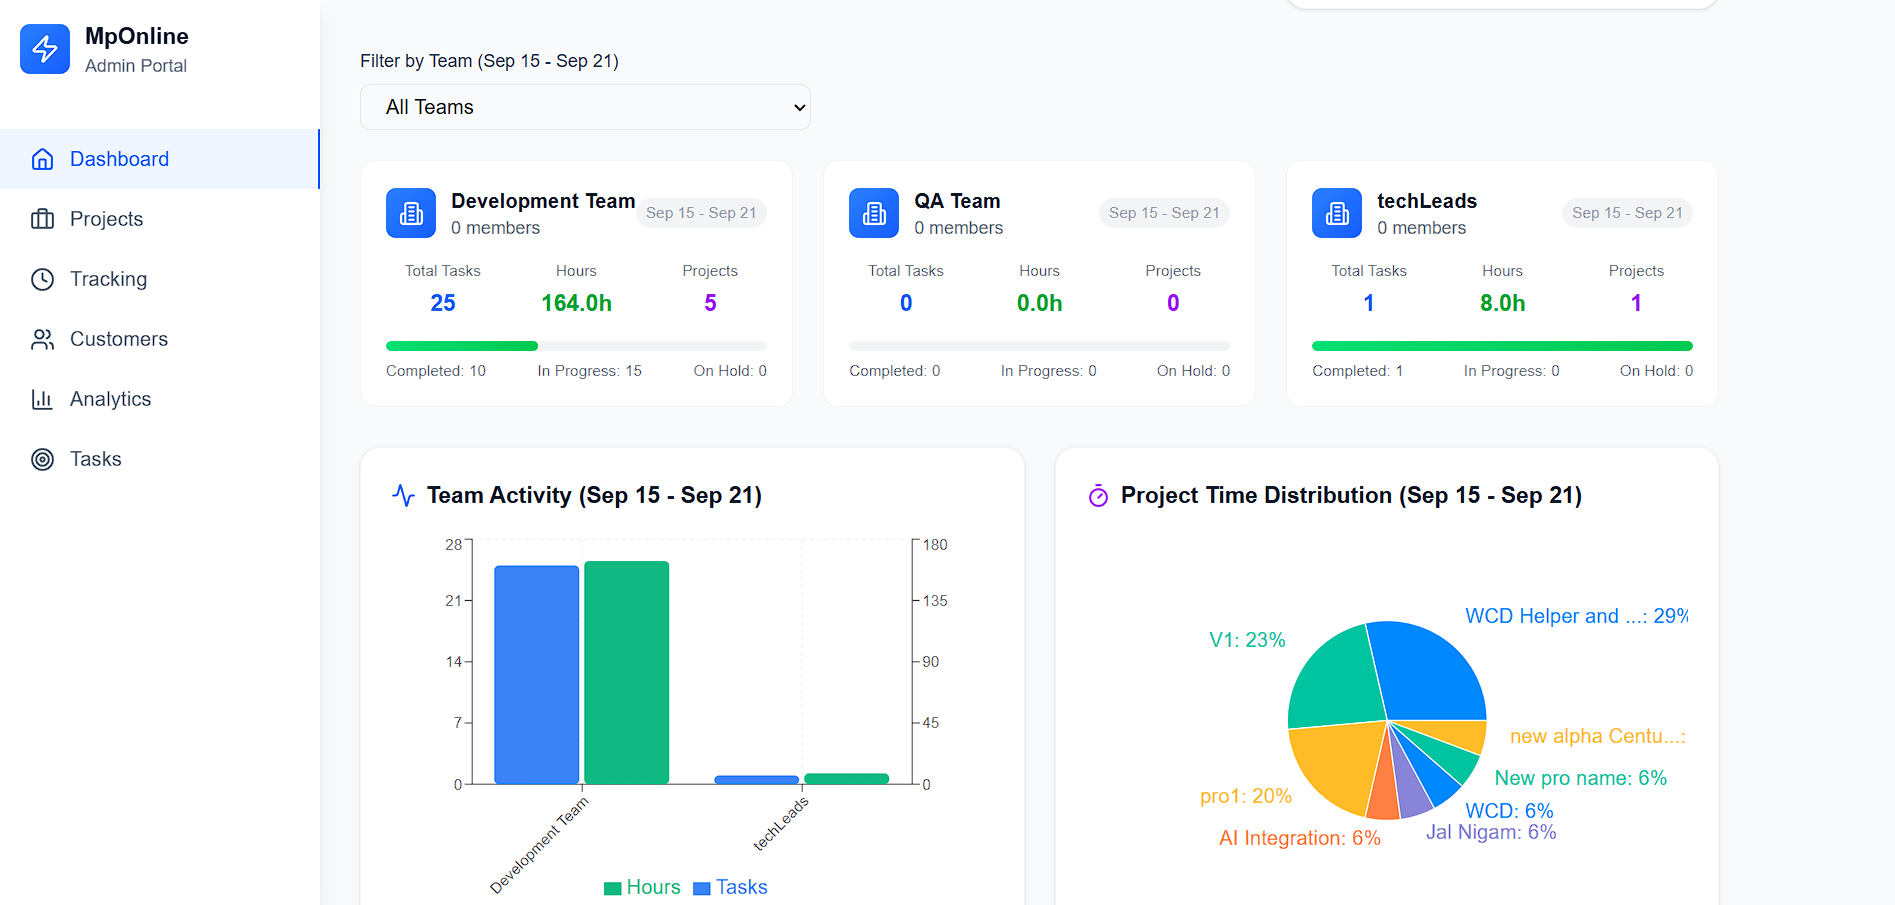 MpOnline
Admin Portal
Dashboard
Projects
Tracking
Customers
Analytics
Tasks
Filter by Team (Sep 15 - Sep 21)
All Teams
Development Team
0 members
Sep 15 - Sep 21
Total Tasks Hours Projects
25 164.0h 5
Completed: 10 In Progress: 15 On Hold: 0
QA Team
0 members
Sep 15 - Sep 21
Total Tasks Hours Projects
0 0.0h 0
Completed: 0 In Progress: 0 On Hold: 0
techLeads
0 members
Sep 15 - Sep 21
Total Tasks Hours Projects
1 8.0h 1
Completed: 1 In Progress: 0 On Hold: 0
Team Activity (Sep 15 - Sep 21)
28 180
21 135
14 90
7 45
0 0
Development Team
techLeads
Hours Tasks
Project Time Distribution (Sep 15 - Sep 21)
WCD Helper and ...: 29%
V1: 23%
new alpha Centu...:
New pro name: 6%
pro1: 20%
WCD: 6%
Jal Nigam: 6%
AI Integration: 6%